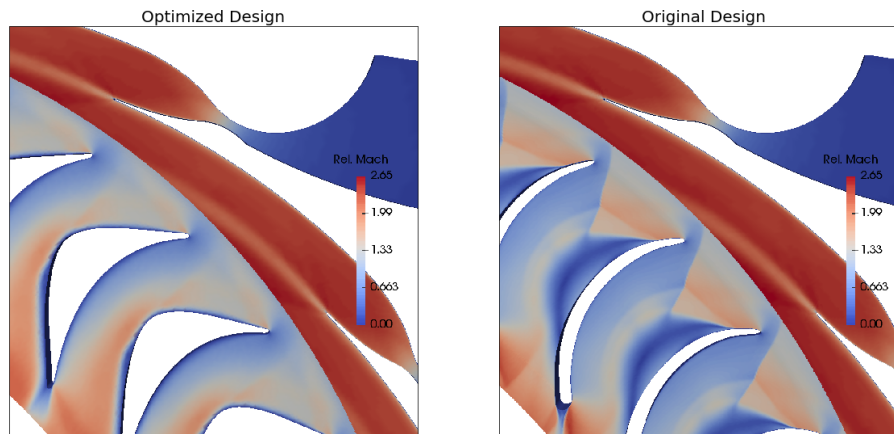 Optimized Design
Original Design
Rel. Mach
2.65
1.99
1.33
0.663
0.00
Rel. Mach
2.65
1.99
1.33
0.663
0.00